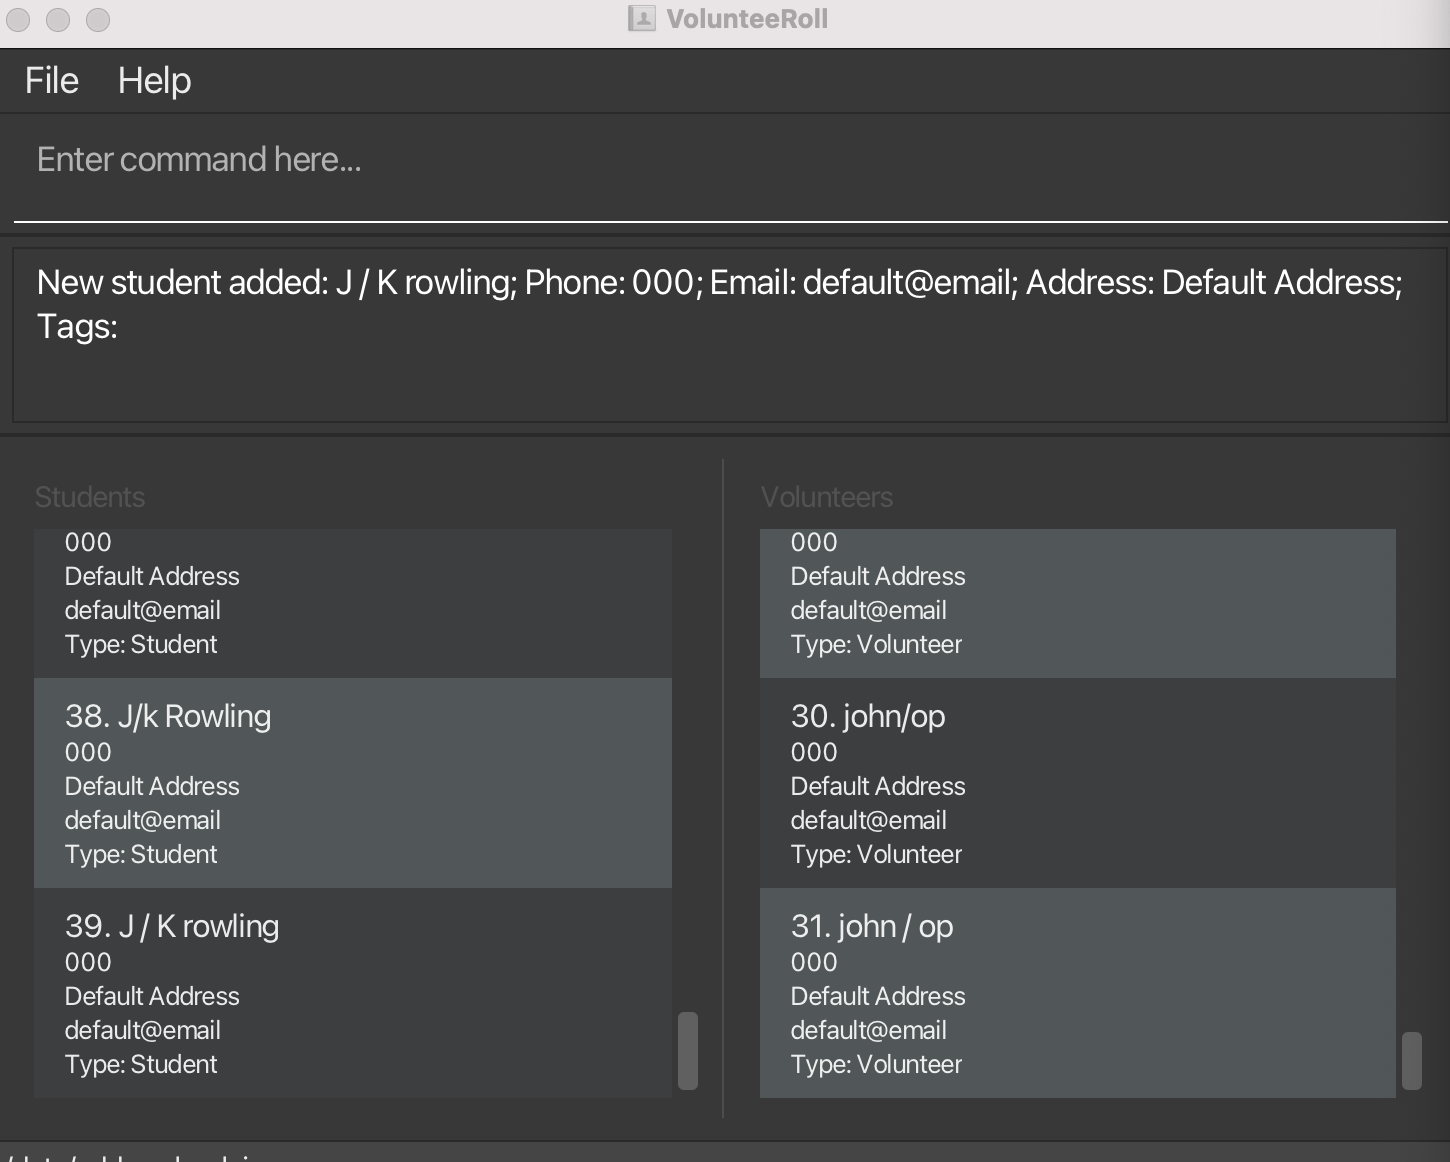 VolunteeRoll
File Help
Enter command here...
New student added: J / K rowling; Phone: 000; Email: default@email; Address: Default Address;
Tags:
Students
000
Default Address
default@email
Type: Student
38. J/k Rowling
000
Default Address
default@email
Type: Student
39. J / K rowling
000
Default Address
default@email
Type: Student
Volunteers
000
Default Address
default@email
Type: Volunteer
30. john/op
000
Default Address
default@email
Type: Volunteer
31. john / op
000
Default Address
default@email
Type: Volunteer